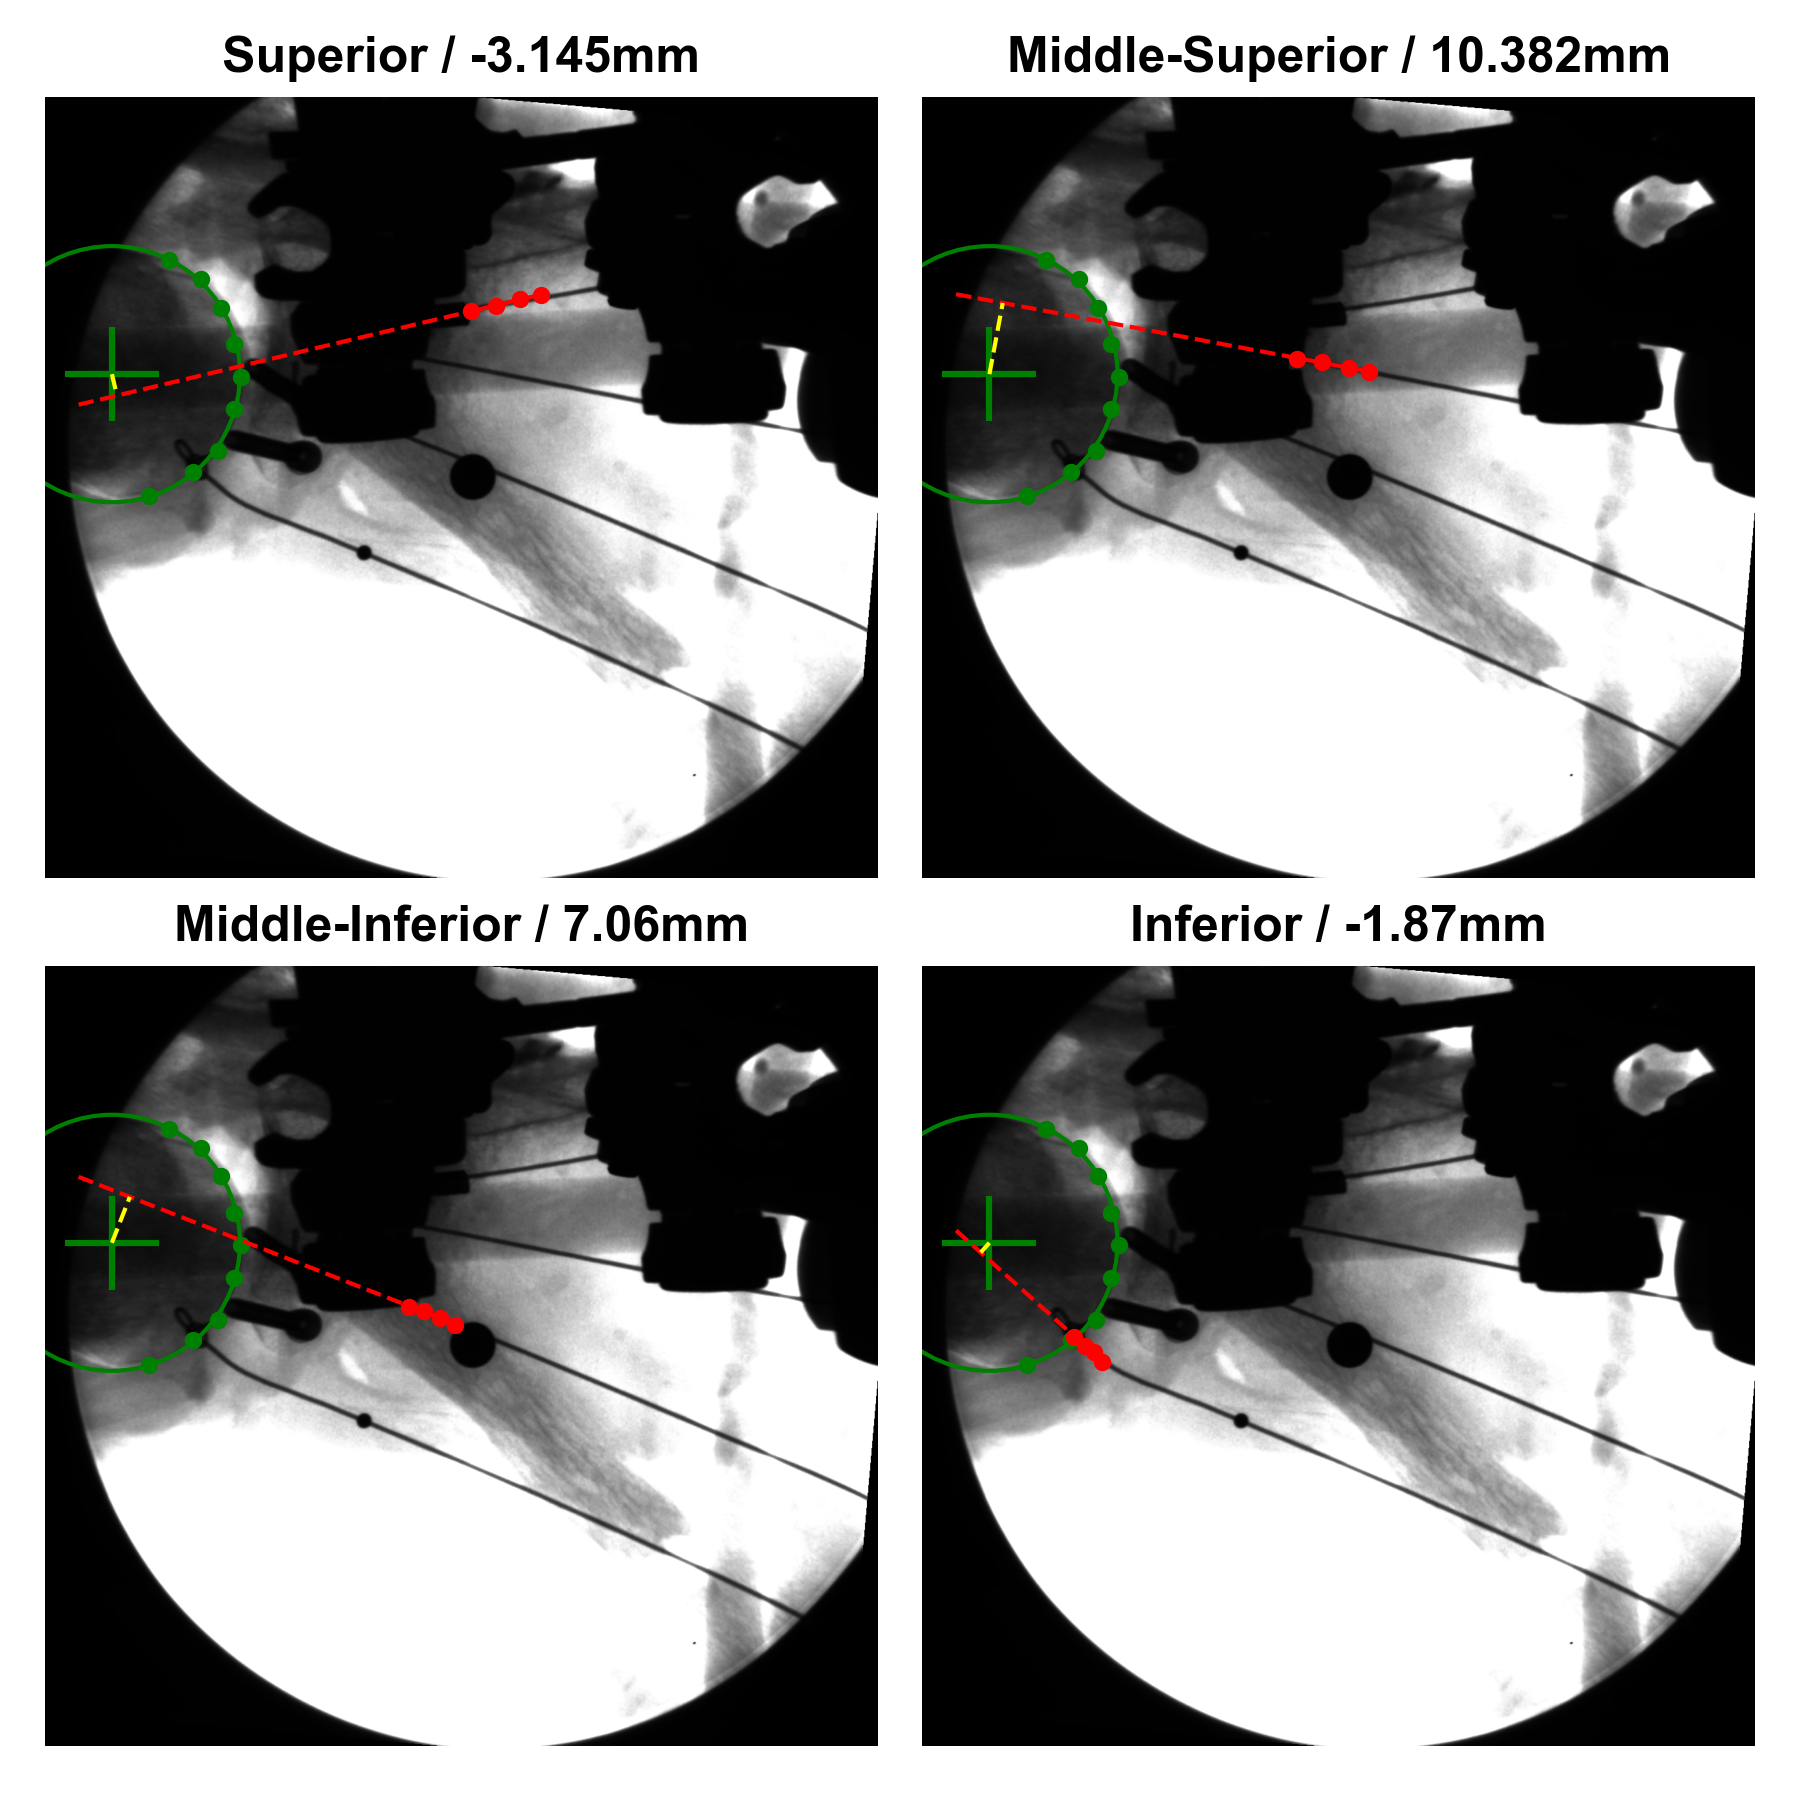 Superior / -3.145mm
Middle-Superior / 10.382mm
Middle-Inferior / 7.06mm
Inferior / -1.87mm